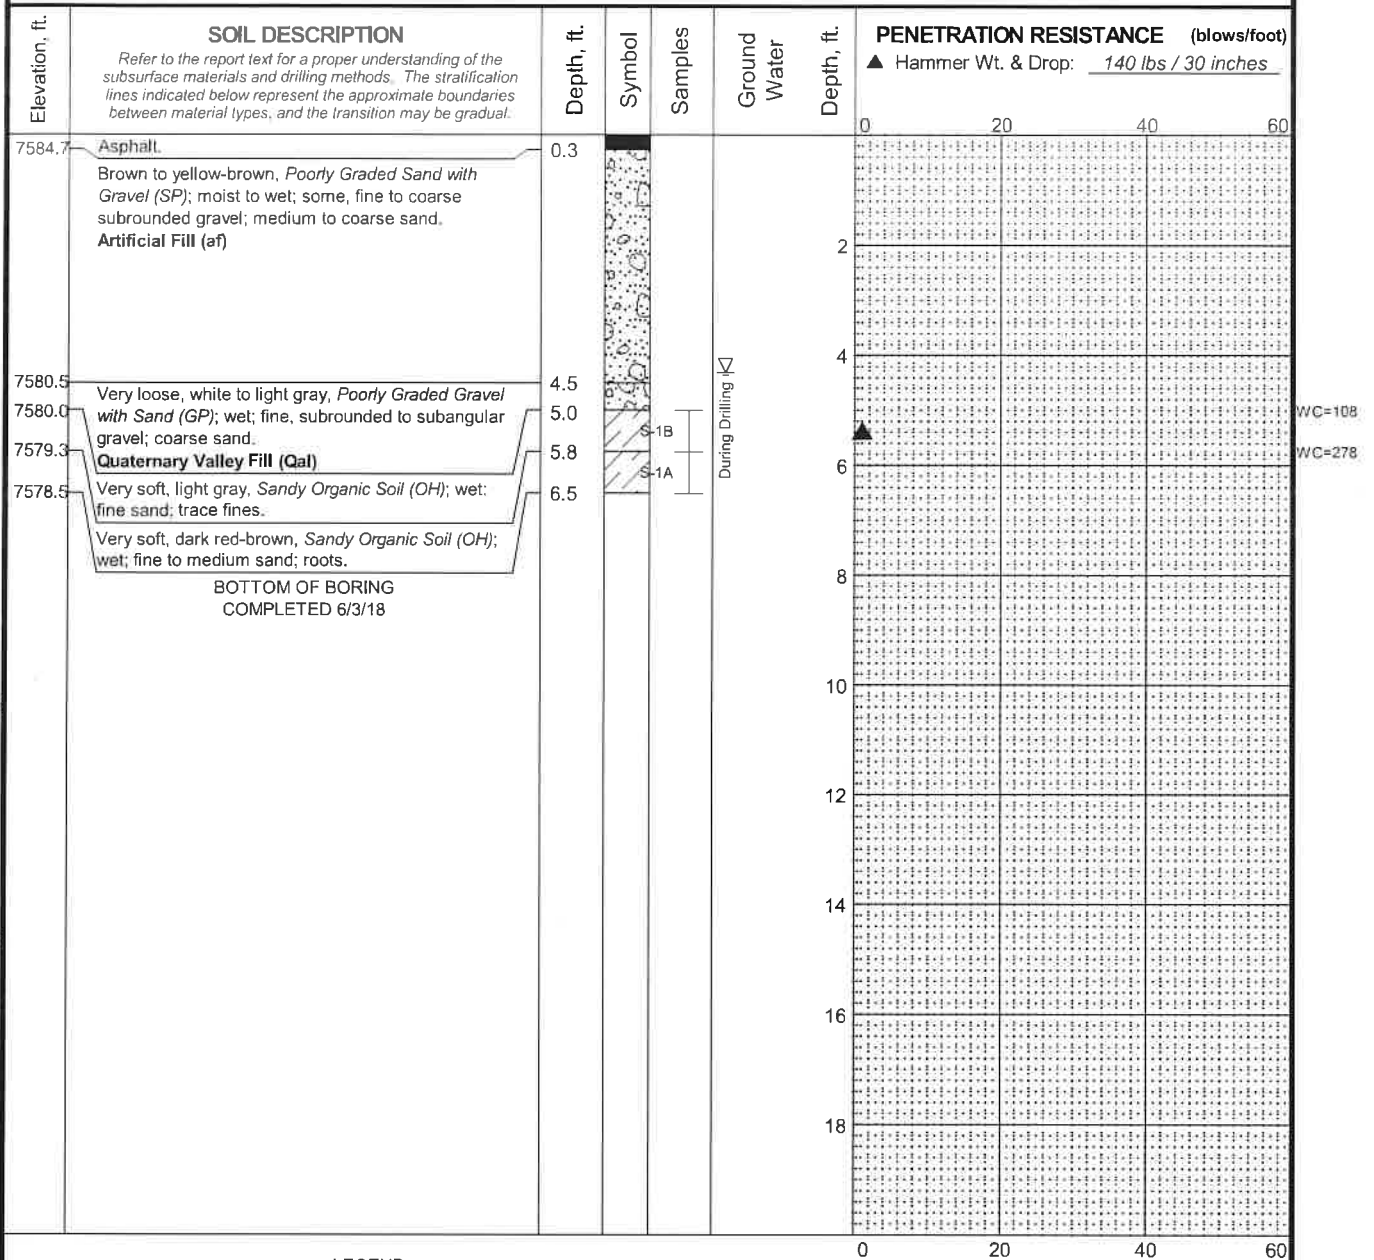 Elevation, ft.
SOIL DESCRIPTION
Refer to the report text for a proper understanding of the
subsurface materials and drilling methods. The stratification
lines indicated below represent the approximate boundaries
between material types, and the transition may be gradual.
Depth, ft.
Symbol
Samples
Ground
Water
Depth, ft.
PENETRATION RESISTANCE (blows/foot)
▲ Hammer Wt. & Drop: 140 lbs / 30 inches
0 20 40 60
7584.7 Asphalt. 0.3
Brown to yellow-brown, Poorly Graded Sand with
Gravel (SP); moist to wet; some, fine to coarse
subrounded gravel; medium to coarse sand.
Artificial Fill (af)
7580.5 4.5
Very loose, white to light gray, Poorly Graded Gravel
7580.0 with Sand (GP); wet; fine, subrounded to subangular 5.0
gravel; coarse sand.
7579.3 Quaternary Valley Fill (Qal) 5.8
Very soft, light gray, Sandy Organic Soil (OH); wet;
7578.5 6.5
fine sand; trace fines.
Very soft, dark red-brown, Sandy Organic Soil (OH);
wet; fine to medium sand; roots.
BOTTOM OF BORING
COMPLETED 6/3/18
S-1B
S-1A
During Drilling
2
4
6
8
10
12
14
16
18
WC=108
WC=278
0 20 40 60